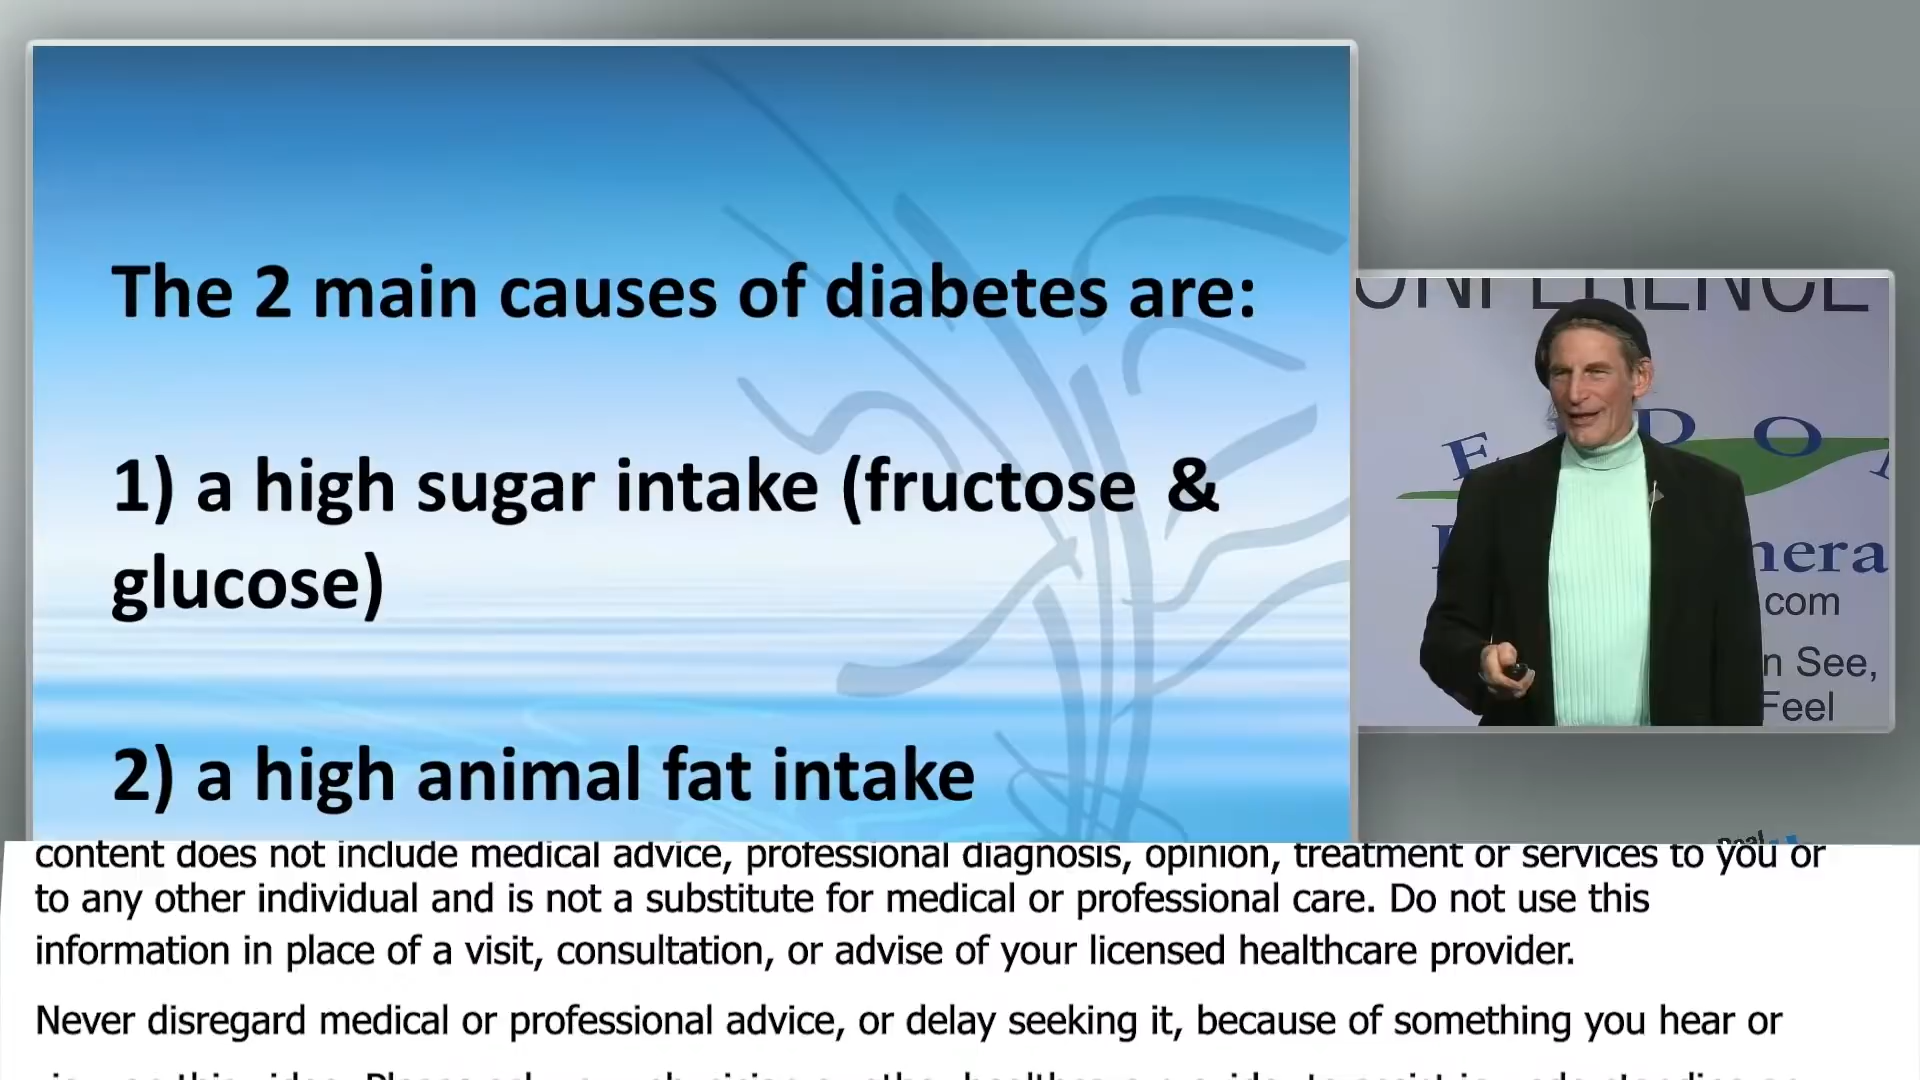 The 2 main causes of diabetes are:
1) a high sugar intake (fructose &
glucose)
2) a high animal fat intake
CONFERENCE
com
n See,
Feel
content does not include medical advice, professional diagnosis, opinion, treatment or services to you or
to any other individual and is not a substitute for medical or professional care. Do not use this
information in place of a visit, consultation, or advise of your licensed healthcare provider.
Never disregard medical or professional advice, or delay seeking it, because of something you hear or